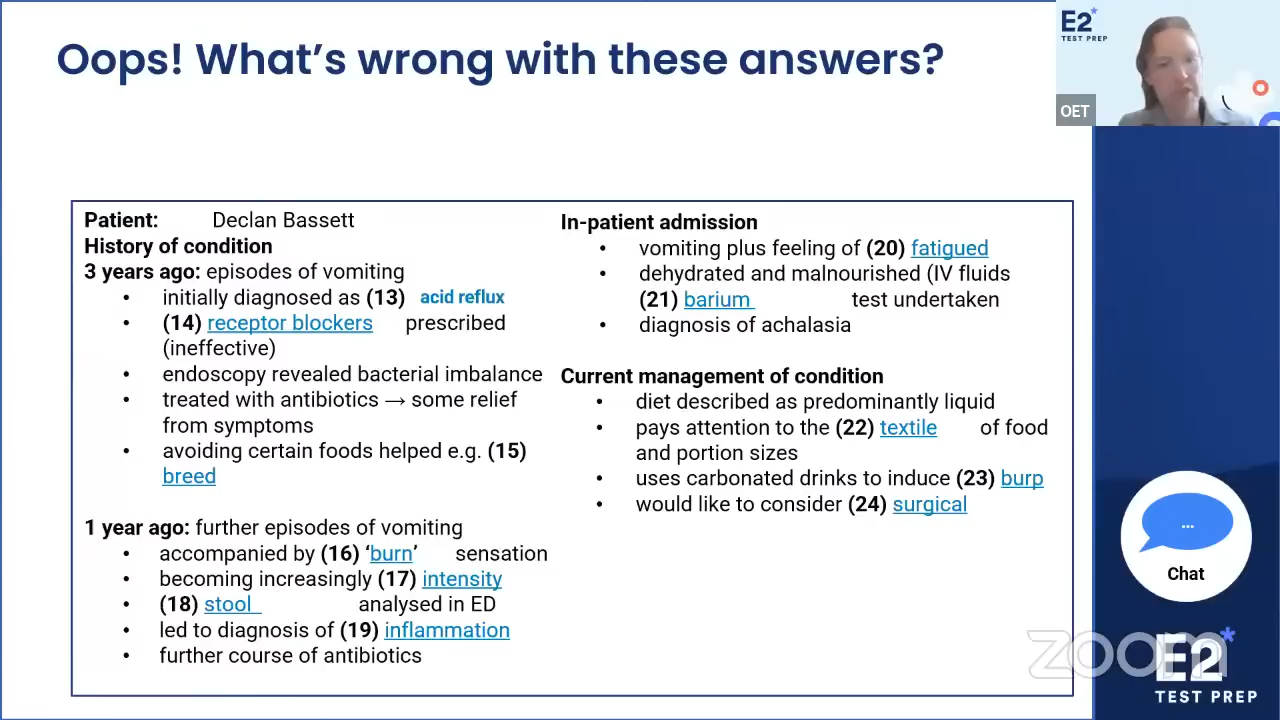 Oops! What's wrong with these answers?
E2*
TEST PREP
OET
Patient: Declan Bassett
History of condition
3 years ago: episodes of vomiting
• initially diagnosed as (13) acid reflux
• (14) receptor blockers prescribed
(ineffective)
• endoscopy revealed bacterial imbalance
• treated with antibiotics → some relief
from symptoms
• avoiding certain foods helped e.g. (15)
breed
1 year ago: further episodes of vomiting
• accompanied by (16) ‘burn’ sensation
• becoming increasingly (17) intensity
• (18) stool analysed in ED
• led to diagnosis of (19) inflammation
• further course of antibiotics
In-patient admission
• vomiting plus feeling of (20) fatigued
• dehydrated and malnourished (IV fluids
(21) barium test undertaken
• diagnosis of achalasia
Current management of condition
• diet described as predominantly liquid
• pays attention to the (22) textile of food
and portion sizes
• uses carbonated drinks to induce (23) burp
• would like to consider (24) surgical
...
Chat
zoom
E2*
TEST PREP